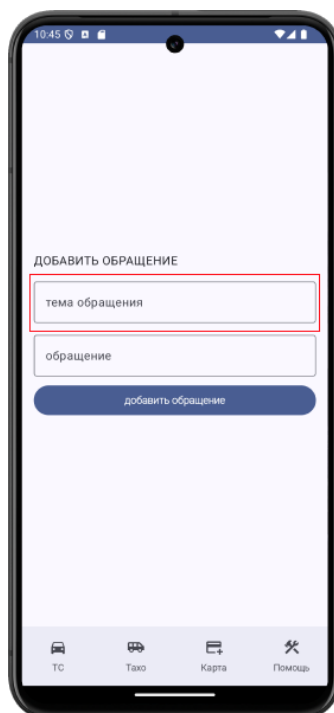 10:45
ДОБАВИТЬ ОБРАЩЕНИЕ
тема обращения
обращение
добавить обращение
ТС Тахо Карта Помощь